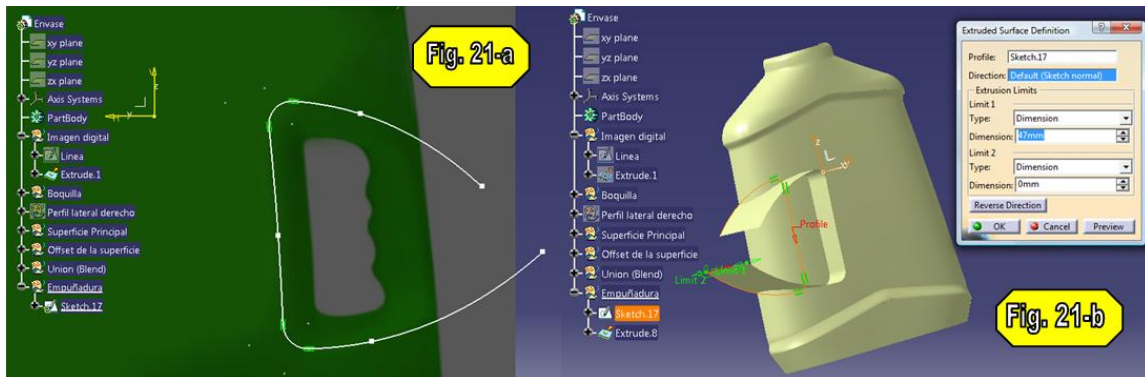 Envase
xy plane
yz plane
zx plane
Axis Systems
PartBody
Imagen digital
Linea
Extrude.1
Boquilla
Perfil lateral derecho
Superficie Principal
Offset de la superficie
Union (Blend)
Empuñadura
Sketch.17
Fig. 21-a
Envase
xy plane
yz plane
zx plane
Axis Systems
PartBody
Imagen digital
Linea
Extrude.1
Boquilla
Perfil lateral derecho
Superficie Principal
Offset de la superficie
Union (Blend)
Empuñadura
Sketch.17
Extrude.8
Profile
Limit 2
Limit 1
z
Extruded Surface Definition
Profile: Sketch.17
Direction: Default (Sketch normal)
Extrusion Limits
Limit 1
Type: Dimension
Dimension: 47mm
Limit 2
Type: Dimension
Dimension: 0mm
Reverse Direction
OK Cancel Preview
Fig. 21-b